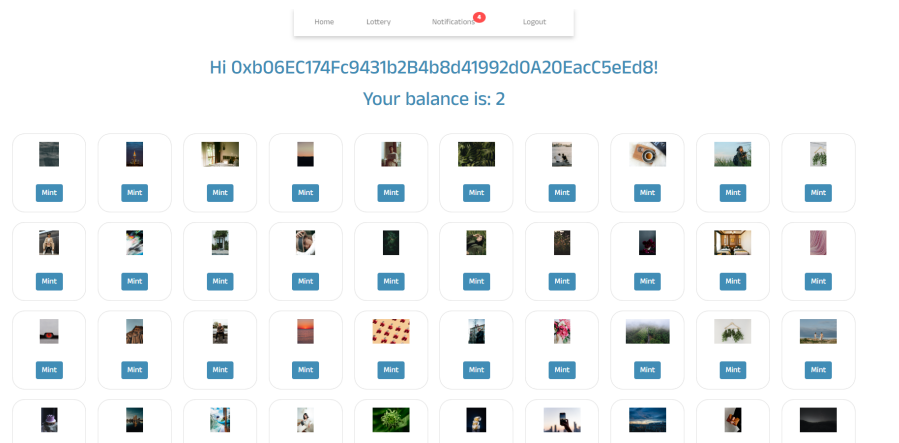 Home Lottery Notifications 4 Logout
Hi 0xb06EC174Fc9431b2B4b8d41992d0A20EacC5eEd8!
Your balance is: 2
Mint Mint Mint Mint Mint Mint Mint Mint Mint Mint
Mint Mint Mint Mint Mint Mint Mint Mint Mint Mint
Mint Mint Mint Mint Mint Mint Mint Mint Mint Mint